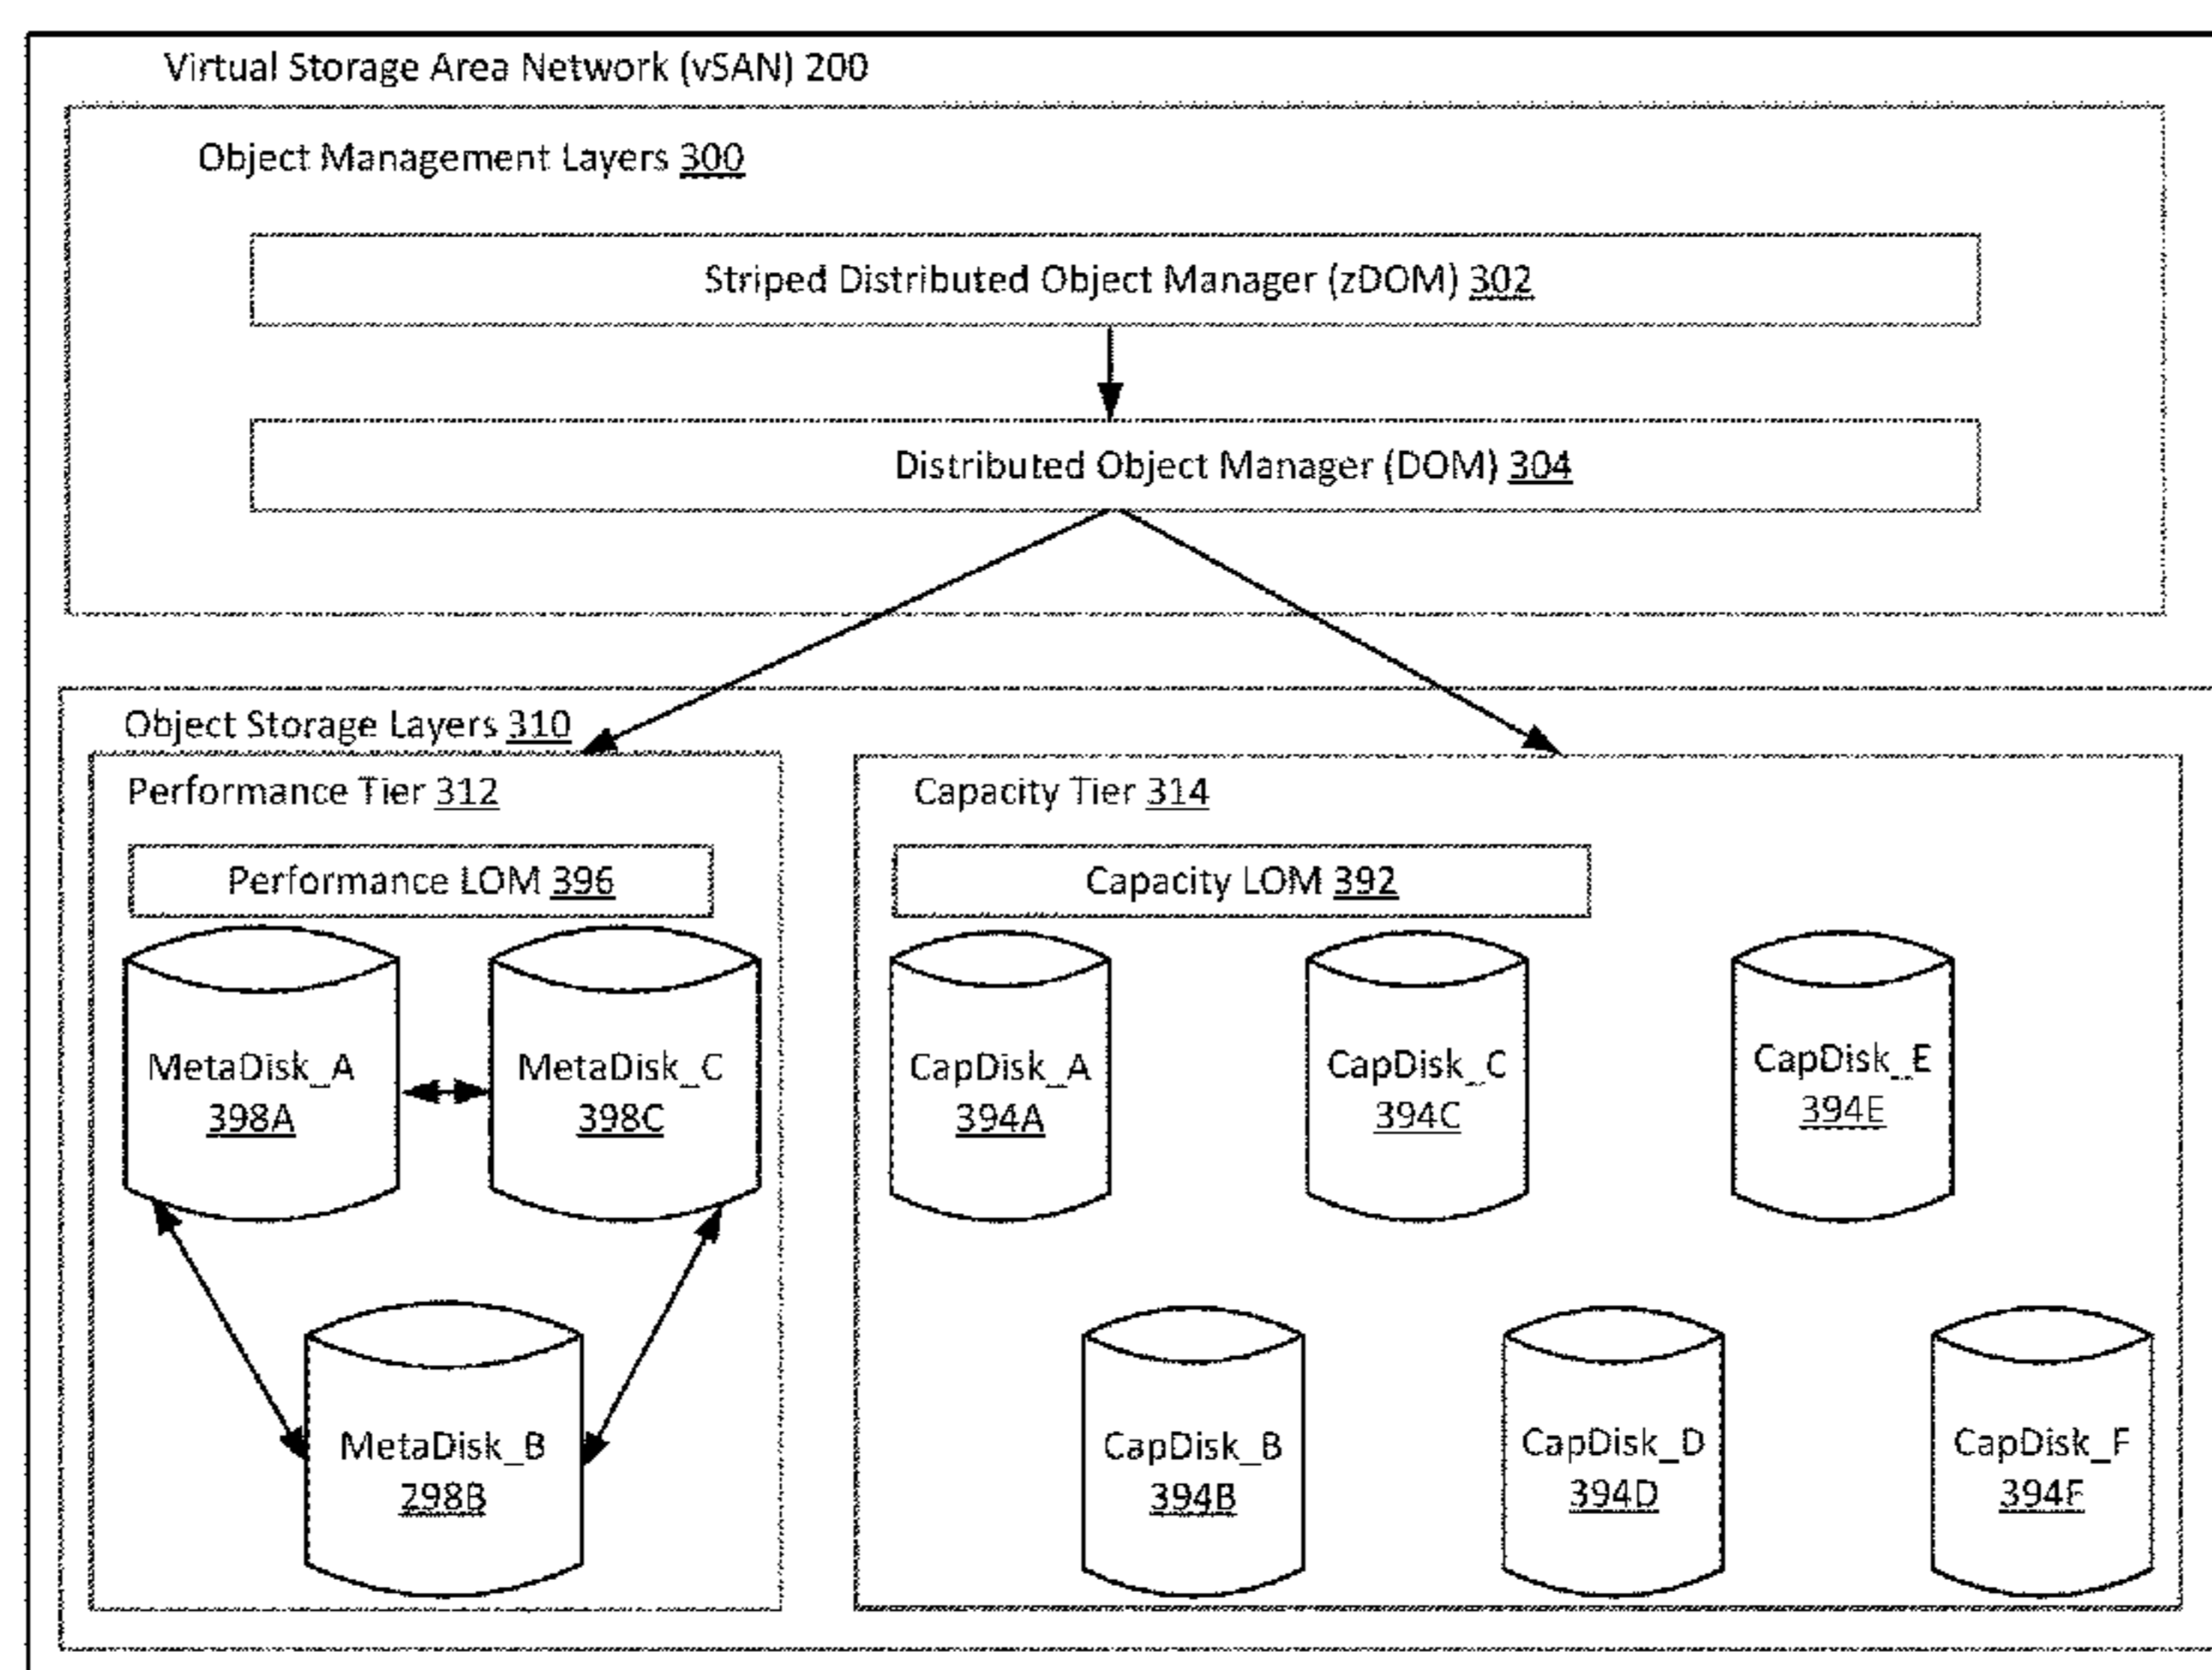 Virtual Storage Area Network (vSAN) 200
Object Management Layers 300
Striped Distributed Object Manager (zDOM) 302
Distributed Object Manager (DOM) 304
Object Storage Layers 310
Performance Tier 312
Performance LOM 396
MetaDisk_A
398A
MetaDisk_C
398C
MetaDisk_B
298B
Capacity Tier 314
Capacity LOM 392
CapDisk_A
394A
CapDisk_C
394C
CapDisk_E
394E
CapDisk_B
394B
CapDisk_D
394D
CapDisk_F
394F